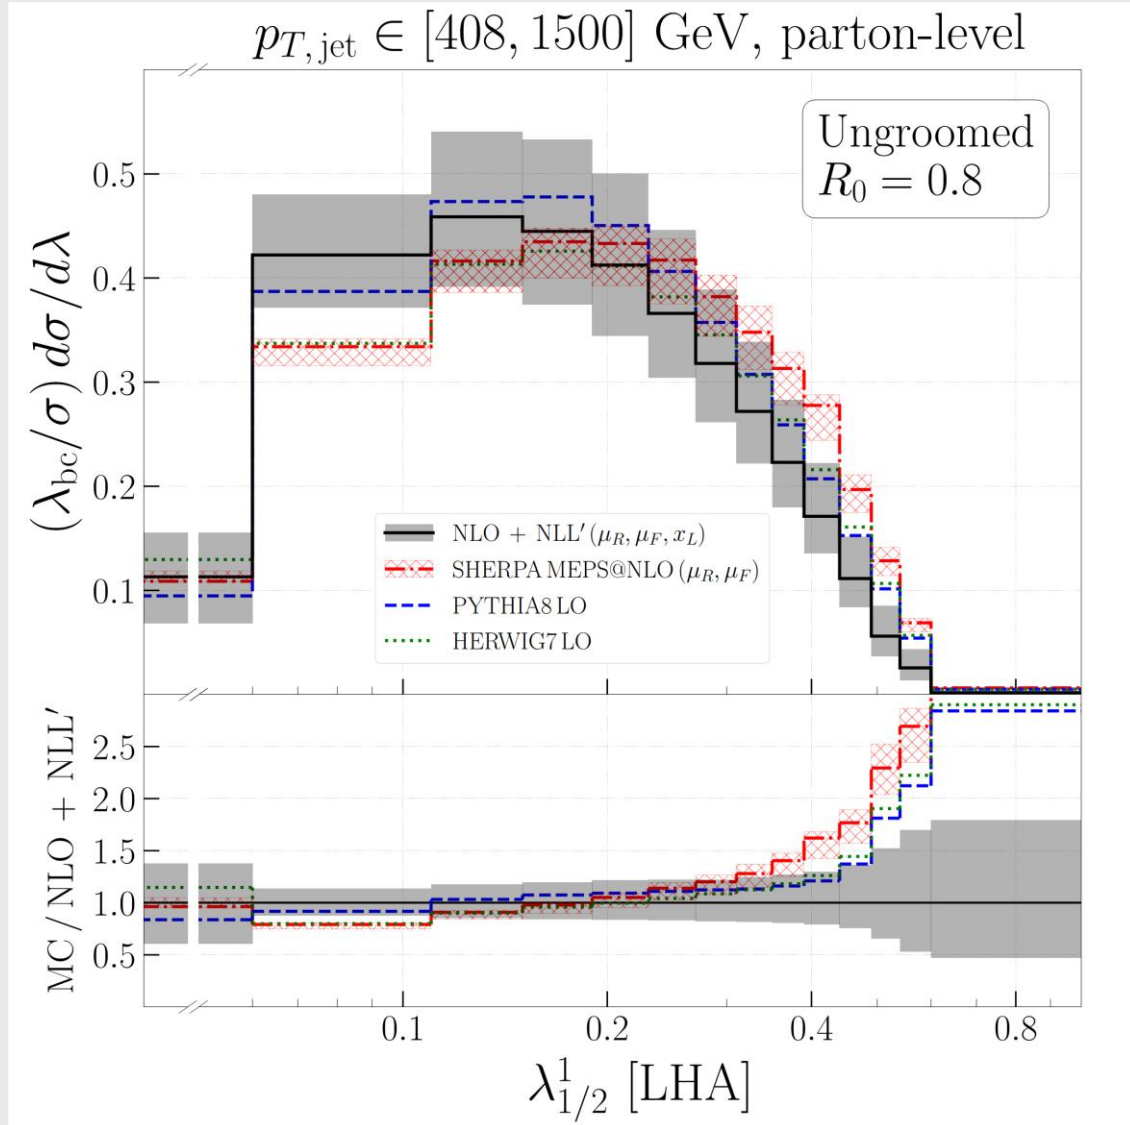 p_{T, jet} ∈ [408, 1500] GeV, parton-level
Ungroomed
R_0 = 0.8
(λ_{bc}/σ) dσ/dλ
0.5
0.4
0.3
0.2
0.1
NLO + NLL′(μ_R, μ_F, x_L)
SHERPA MEPS@NLO (μ_R, μ_F)
PYTHIA8 LO
HERWIG7 LO
MC / NLO + NLL′
2.5
2.0
1.5
1.0
0.5
0.1 0.2 0.4 0.8
λ^1_{1/2} [LHA]